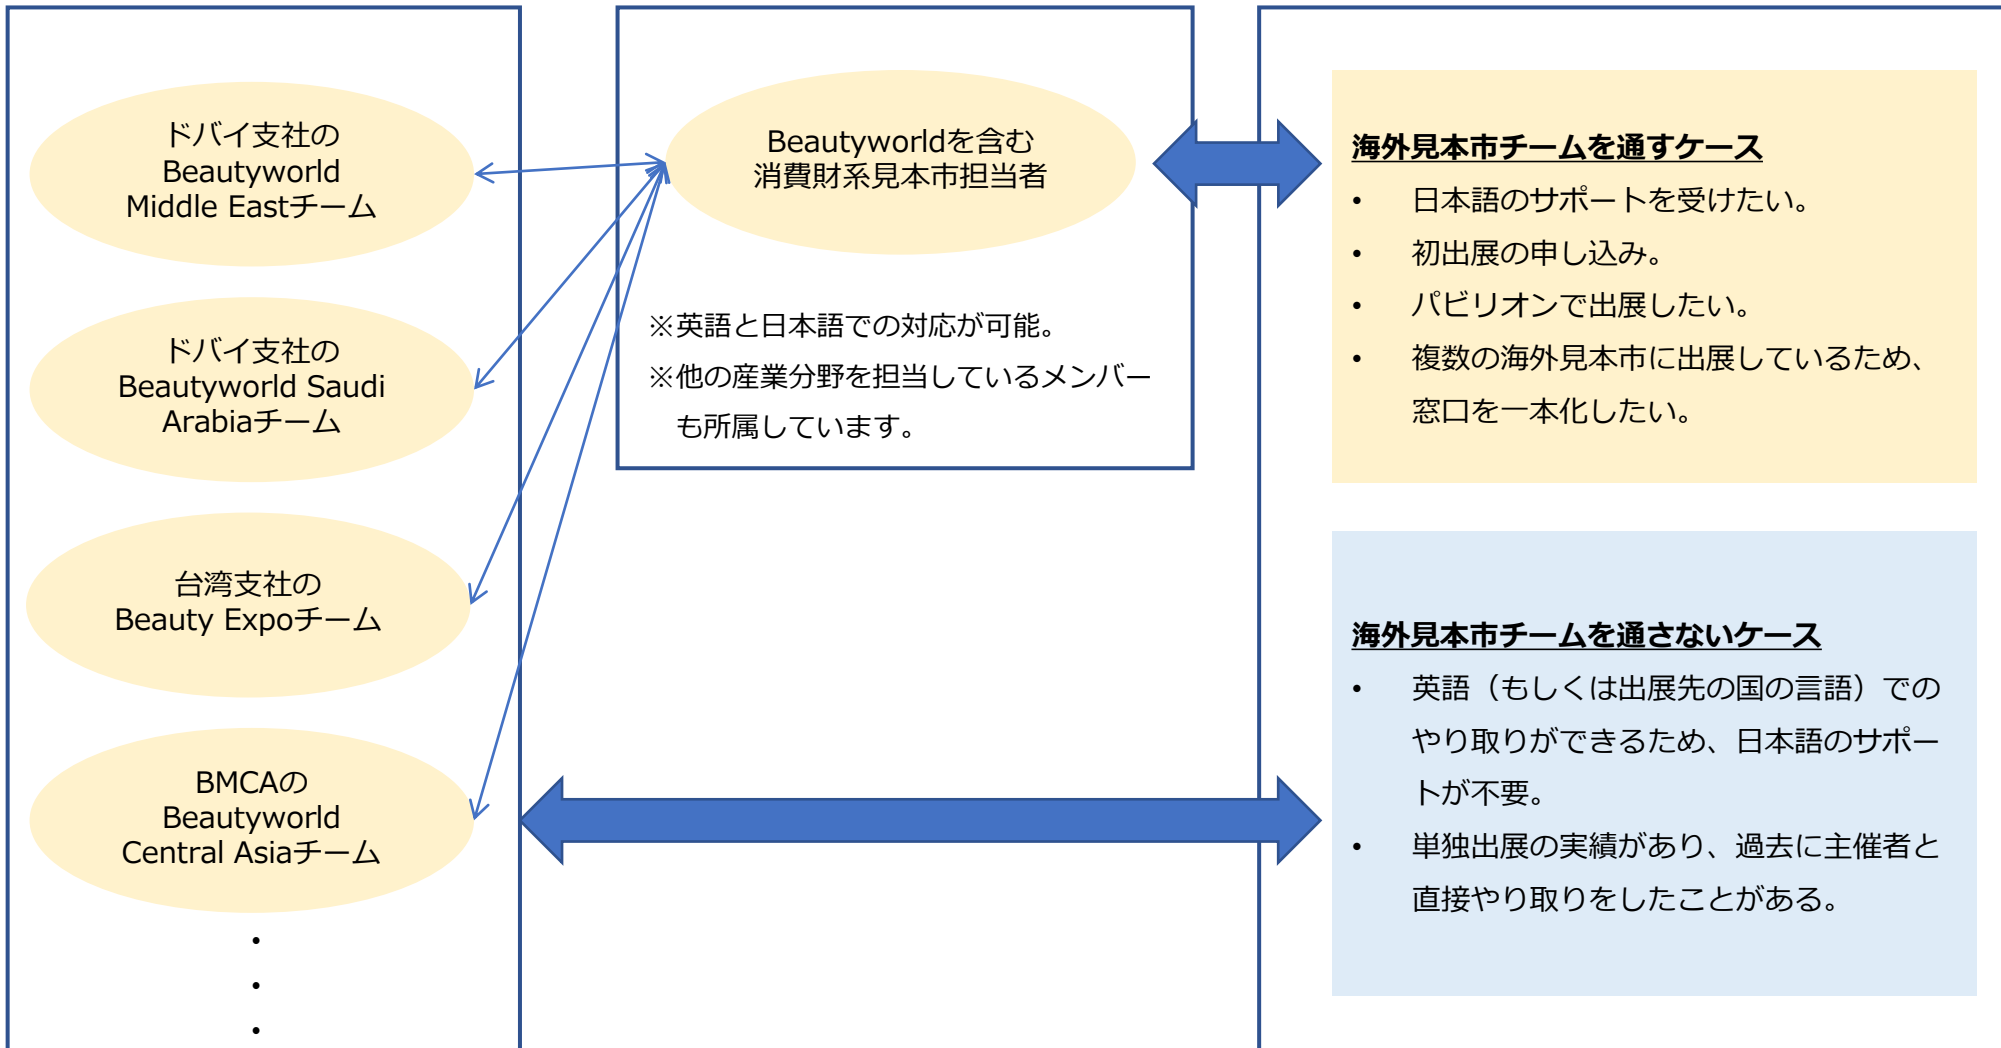 ドバイ支社の
Beautyworld
Middle Eastチーム
ドバイ支社の
Beautyworld Saudi
Arabiaチーム
台湾支社の
Beauty Expoチーム
BMCAの
Beautyworld
Central Asiaチーム
・
・
・
Beautyworldを含む
消費財系見本市担当者
※英語と日本語での対応が可能。
※他の産業分野を担当しているメンバー
も所属しています。
海外見本市チームを通すケース
• 日本語のサポートを受けたい。
• 初出展の申し込み。
• パビリオンで出展したい。
• 複数の海外見本市に出展しているため、
窓口を一本化したい。
海外見本市チームを通さないケース
• 英語（もしくは出展先の国の言語）での
やり取りができるため、日本語のサポー
トが不要。
• 単独出展の実績があり、過去に主催者と
直接やり取りをしたことがある。